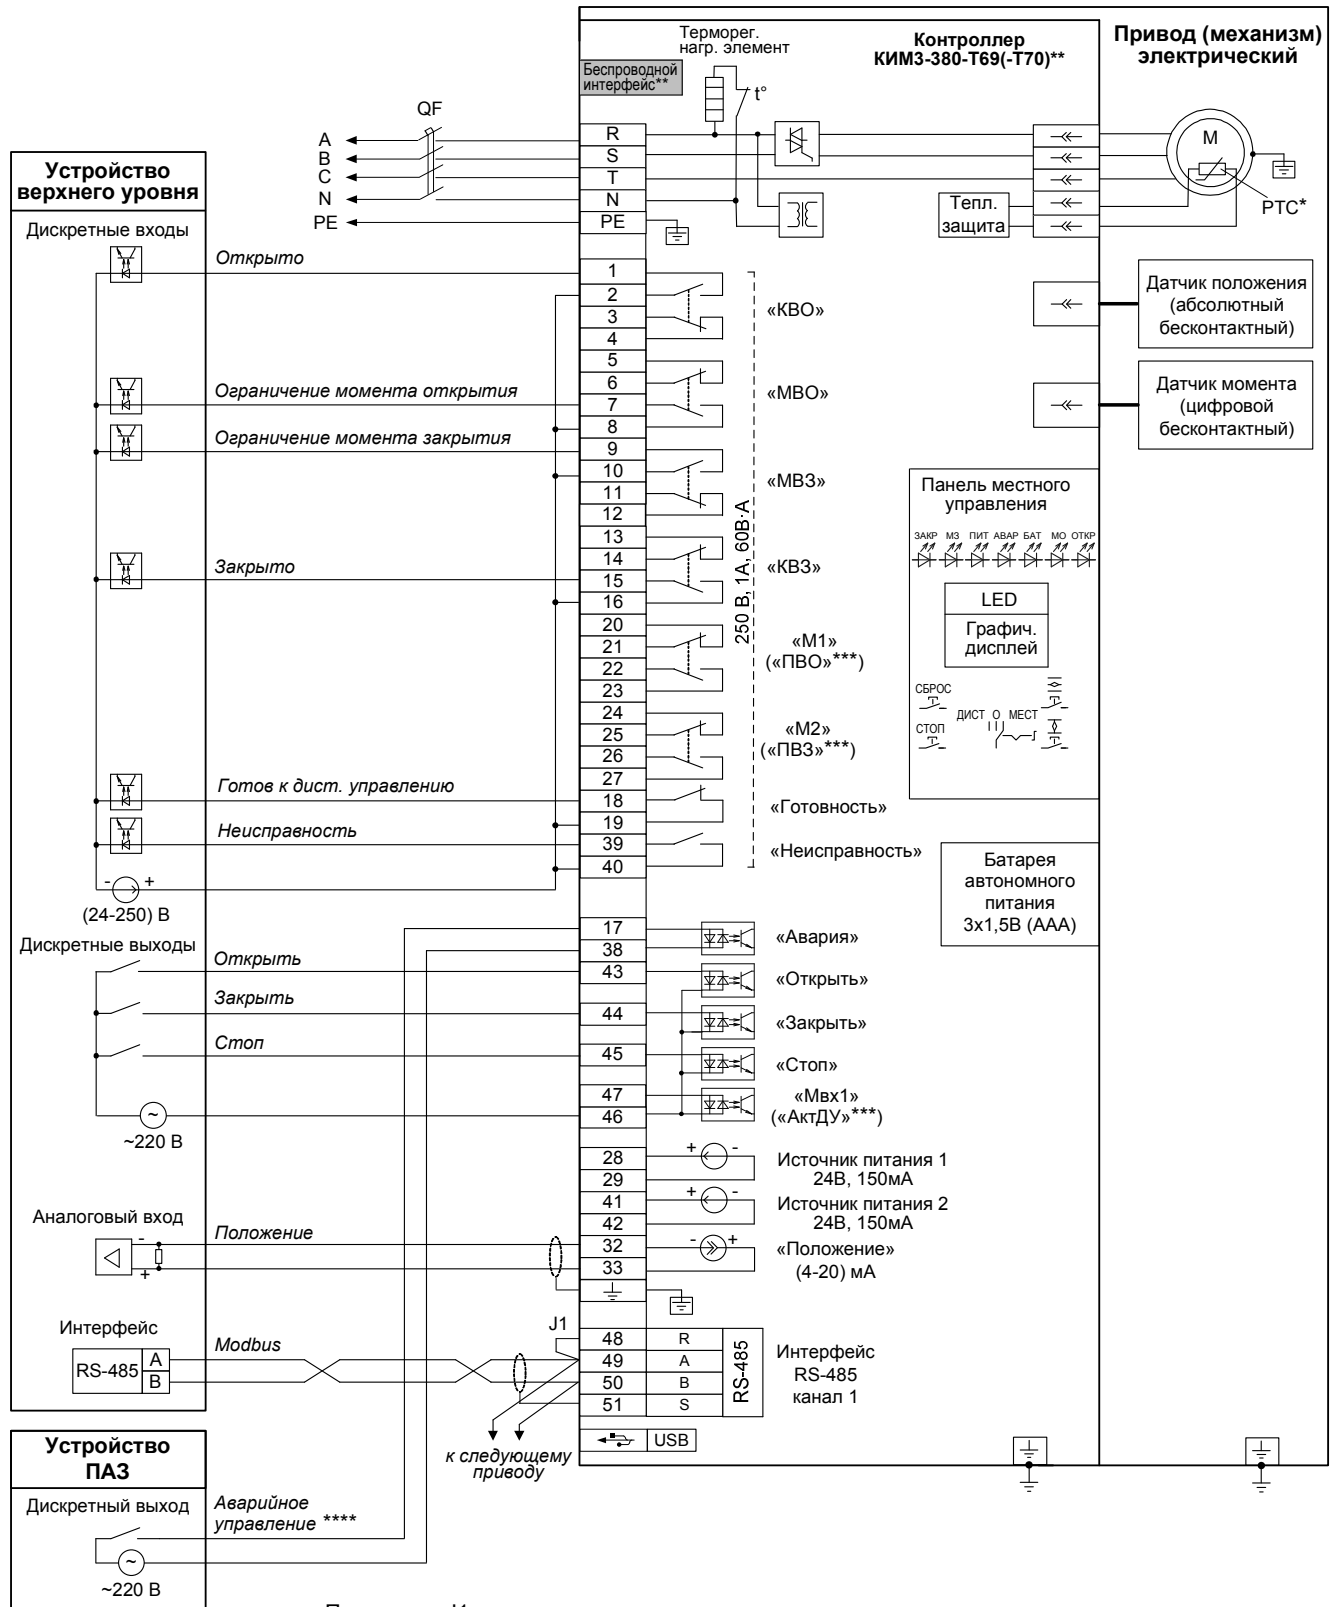 Терморег.
нагр. элемент
Контроллер
КИМ3-380-Т69(-Т70)**
Привод (механизм)
электрический
Беспроводной
интерфейс**
t°
QF
A
B
C
N
PE
R
S
T
N
PE
М
PTC*
Тепл.
защита
Устройство
верхнего уровня
Дискретные входы
Открыто
Ограничение момента открытия
Ограничение момента закрытия
Закрыто
Готов к дист. управлению
Неисправность
- +
(24-250) В
1
2
3
4
5
6
7
8
9
10
11
12
13
14
15
16
20
21
22
23
24
25
26
27
18
19
39
40
«КВО»
«МВО»
«МВЗ»
«КВЗ»
«М1»
(«ПВО»***)
«М2»
(«ПВЗ»***)
«Готовность»
«Неисправность»
250 В, 1А, 60В·А
Датчик положения
(абсолютный
бесконтактный)
Датчик момента
(цифровой
бесконтактный)
Панель местного
управления
ЗАКР МЗ ПИТ АВАР БАТ МО ОТКР
LED
Графич.
дисплей
СБРОС
ДИСТ О МЕСТ
СТОП
Батарея
автономного
питания
3х1,5В (ААА)
Дискретные выходы
Открыть
Закрыть
Стоп
~
~220 В
17
38
43
44
45
47
46
«Авария»
«Открыть»
«Закрыть»
«Стоп»
«Мвх1»
(«АктДУ»***)
28
29
41
42
32
33
+ -
Источник питания 1
24В, 150мА
+ -
Источник питания 2
24В, 150мА
- +
«Положение»
(4-20) мА
Аналоговый вход
-
+
Положение
Интерфейс
RS-485
A
B
Modbus
J1
48 R
49 A
50 B
51 S
RS-485
Интерфейс
RS-485
канал 1
USB
к следующему
приводу
Устройство
ПАЗ
Дискретный выход
Аварийное
управление ****
~
~220 В